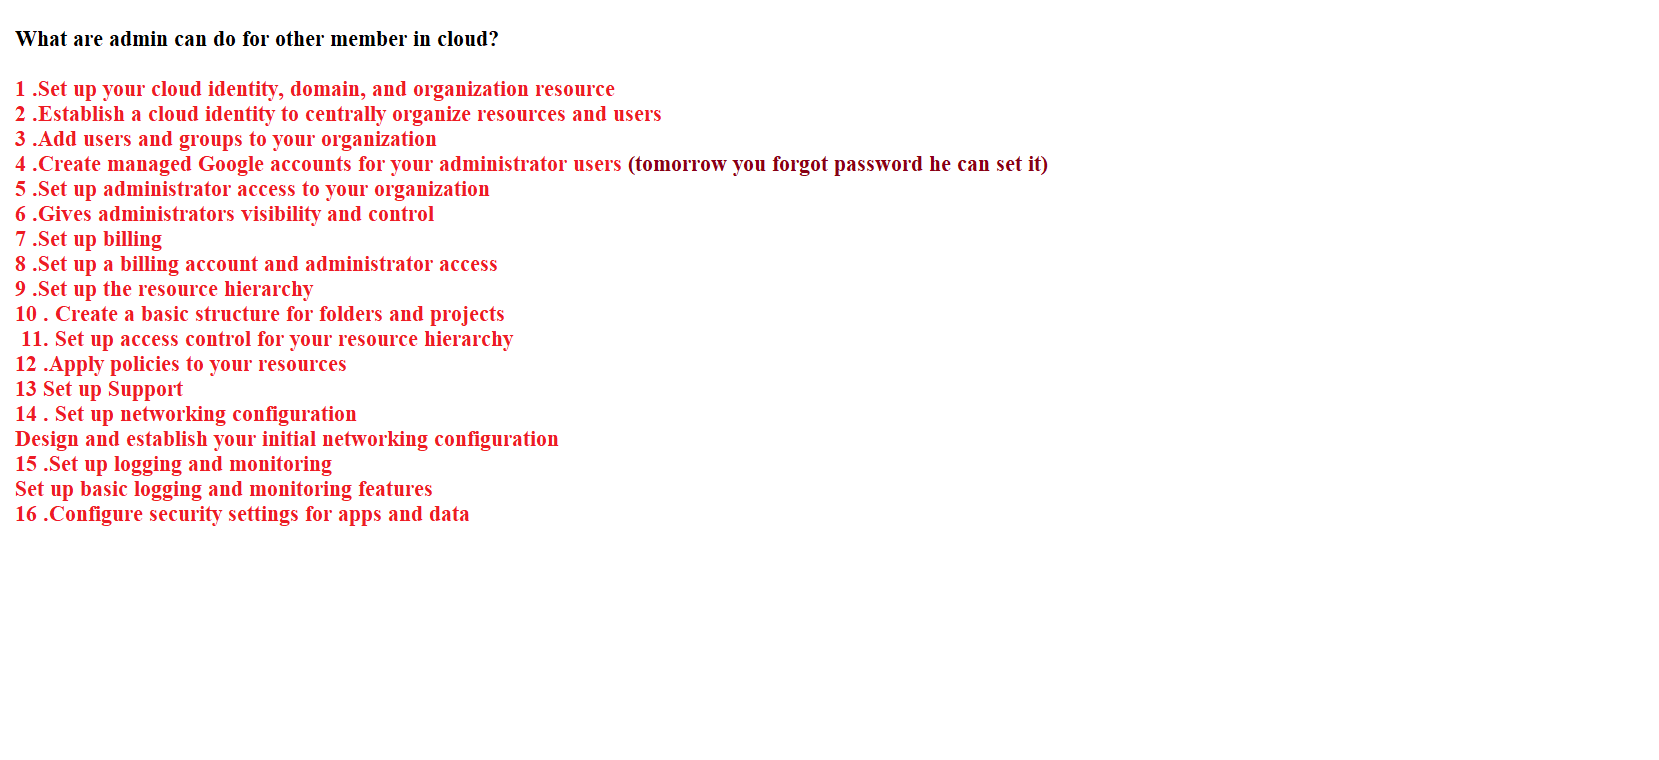 What are admin can do for other member in cloud?
1 .Set up your cloud identity, domain, and organization resource
2 .Establish a cloud identity to centrally organize resources and users
3 .Add users and groups to your organization
4 .Create managed Google accounts for your administrator users (tomorrow you forgot password he can set it)
5 .Set up administrator access to your organization
6 .Gives administrators visibility and control
7 .Set up billing
8 .Set up a billing account and administrator access
9 .Set up the resource hierarchy
10 . Create a basic structure for folders and projects
11. Set up access control for your resource hierarchy
12 .Apply policies to your resources
13 Set up Support
14 . Set up networking configuration
Design and establish your initial networking configuration
15 .Set up logging and monitoring
Set up basic logging and monitoring features
16 .Configure security settings for apps and data